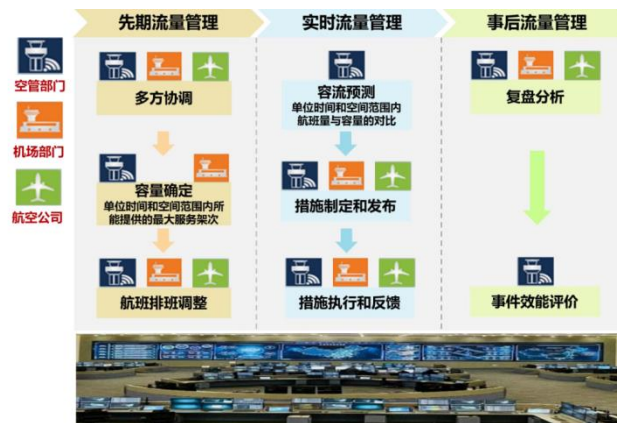 空管部门
机场部门
航空公司
先期流量管理
多方协调
容量确定
单位时间和空间范围内所
能提供的最大服务架次
航班排班调整
实时流量管理
容流预测
单位时间和空间范围内
航班量与容量的对比
措施制定和发布
措施执行和反馈
事后流量管理
复盘分析
事件效能评价